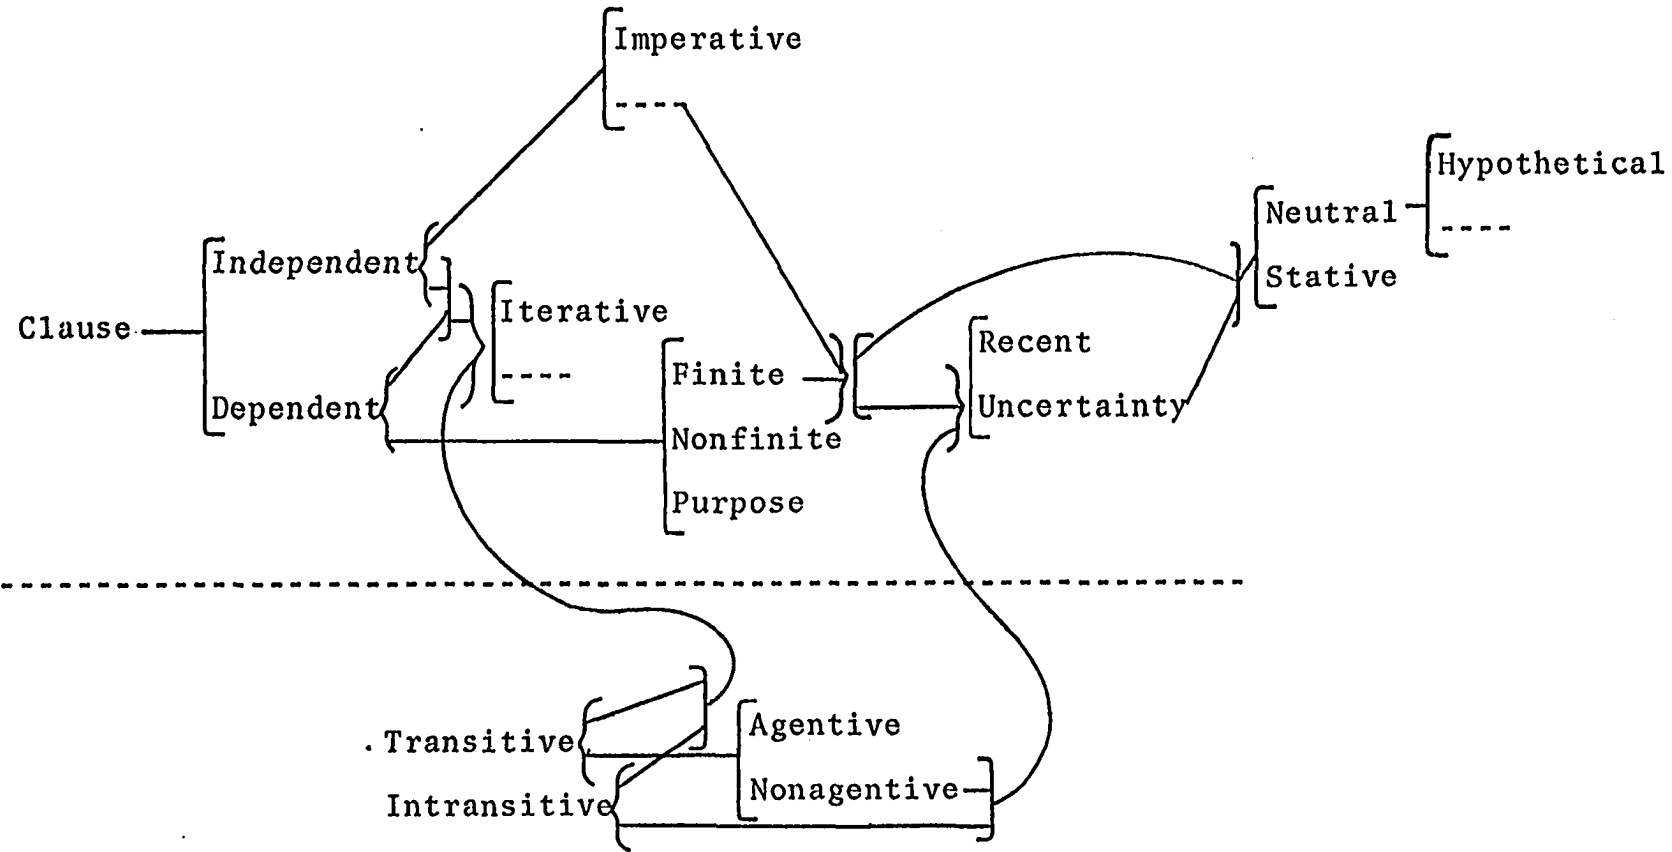 Imperative
----
Hypothetical
Neutral
----
Independent
Stative
Iterative
Clause
Recent
----
Finite
Dependent
Uncertainty
Nonfinite
Purpose
Agentive
Transitive
Nonagentive
Intransitive